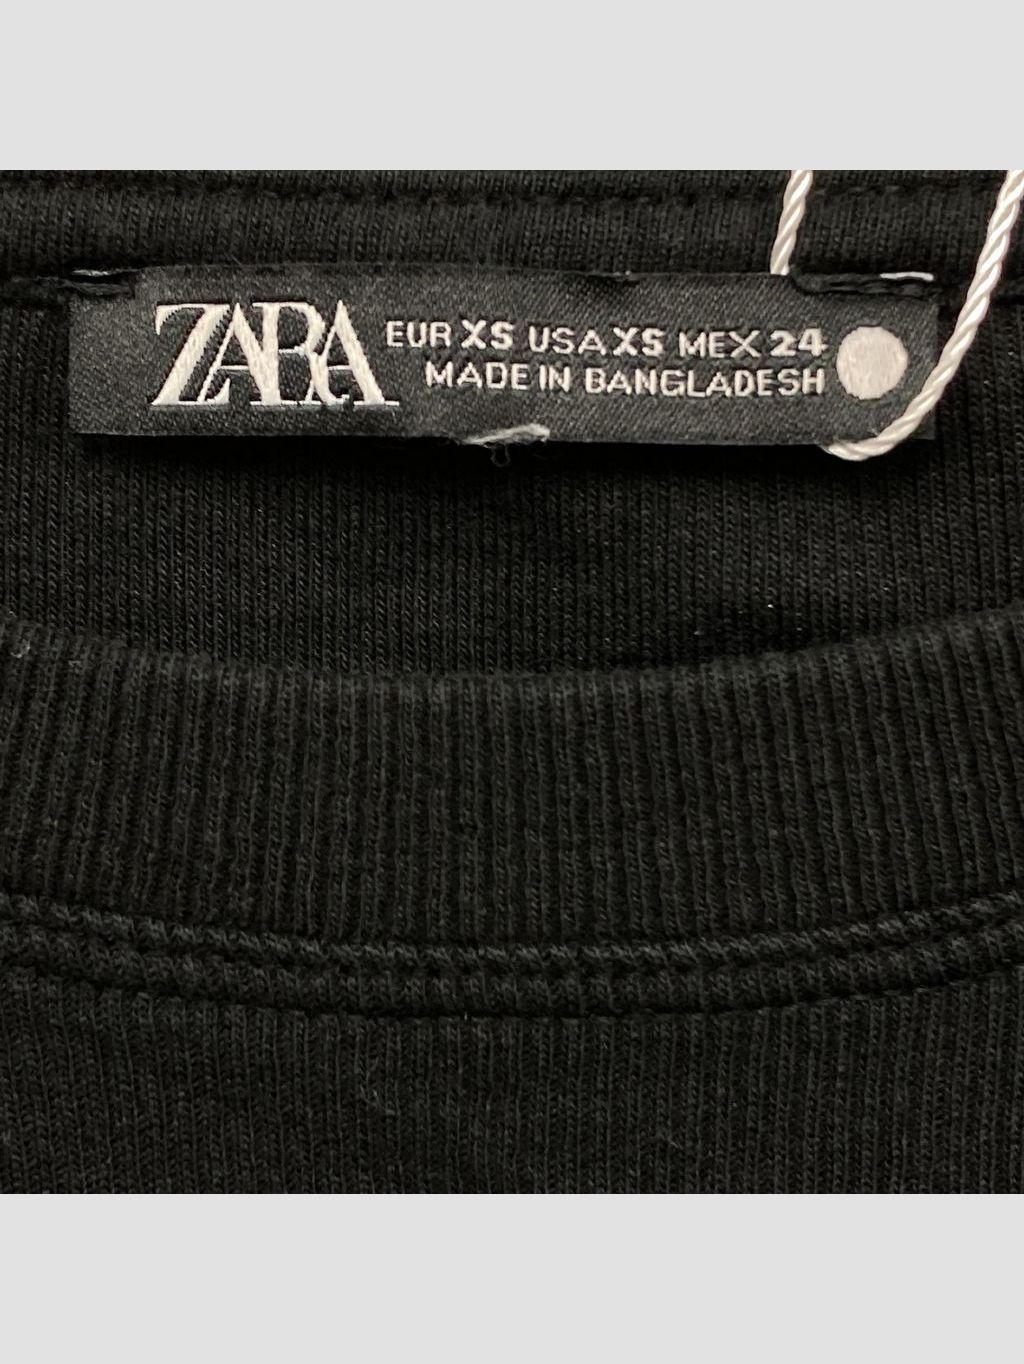 ZARA
EUR XS USA XS MEX 24
MADE IN BANGLADESH